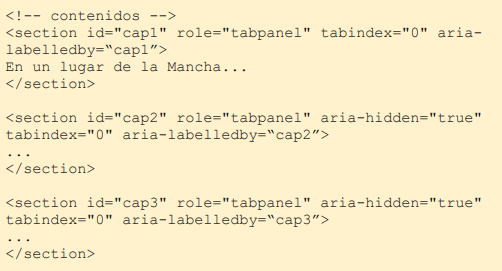 <!-- contenidos -->
<section id="cap1" role="tabpanel" tabindex="0" aria-
labelledby=“cap1”>
En un lugar de la Mancha...
</section>
<section id="cap2" role="tabpanel" aria-hidden="true"
tabindex="0" aria-labelledby=“cap2”>
...
</section>
<section id="cap3" role="tabpanel" aria-hidden="true"
tabindex="0" aria-labelledby=“cap3”>
...
</section>